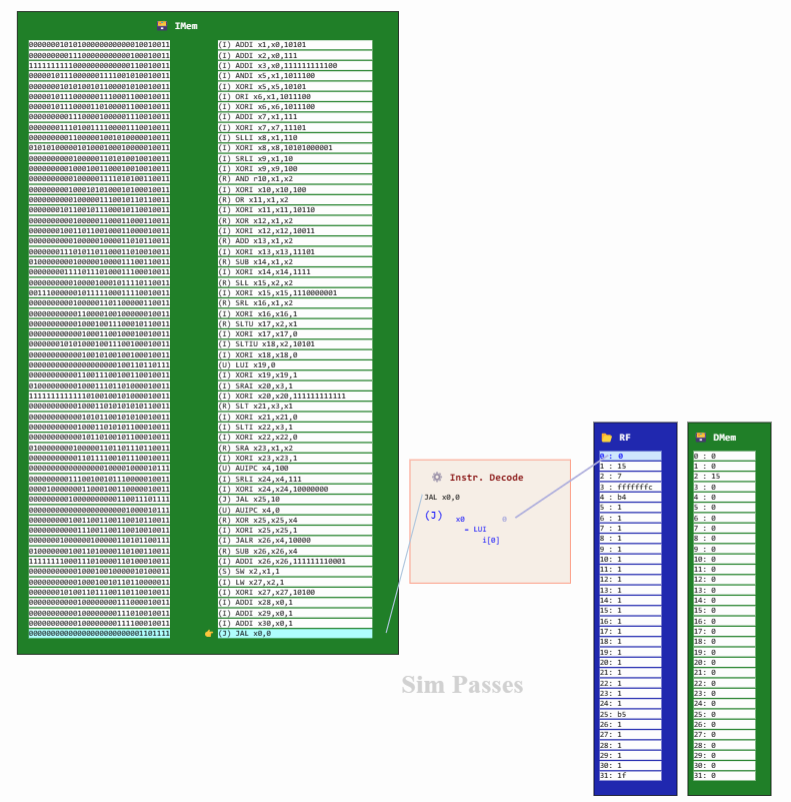 IMem
00000001010100000000000010010011 (I) ADDI x1,x0,10101
00000000011100000000000100010011 (I) ADDI x2,x0,111
11111111110000000000000110010011 (I) ADDI x3,x0,111111111100
00000101110000001111001010010011 (I) ANDI x5,x1,1011100
00000001010100101100001010010011 (I) XORI x5,x5,10101
00000101110000001110001100010011 (I) ORI x6,x1,1011100
00000101110000110100001100010011 (I) XORI x6,x6,1011100
00000000011100001000001110010011 (I) ADDI x7,x1,111
00000001110100111100001110010011 (I) XORI x7,x7,11101
00000000011000001001010000010011 (I) SLLI x8,x1,110
01010100000101000100010000010011 (I) XORI x8,x8,10101000001
00000000001000001101010010010011 (I) SRLI x9,x1,10
00000000010001001100010010010011 (I) XORI x9,x9,100
00000000001000001111010100110011 (R) AND r10,x1,x2
00000000010001010100010100010011 (I) XORI x10,x10,100
00000000001000001110010110110011 (R) OR x11,x1,x2
00000001011001011100010110010011 (I) XORI x11,x11,10110
00000000001000001100011000110011 (R) XOR x12,x1,x2
00000001001101100100011000010011 (I) XORI x12,x12,10011
00000000001000001000011010110011 (R) ADD x13,x1,x2
00000001110101101100011010010011 (I) XORI x13,x13,11101
01000000001000001000011100110011 (R) SUB x14,x1,x2
00000000111101110100011100010011 (I) XORI x14,x14,1111
00000000001000010001011110110011 (R) SLL x15,x2,x2
00111000000101111100011110010011 (I) XORI x15,x15,1110000001
00000000001000001101100000110011 (R) SRL x16,x1,x2
00000000000110000100100000010011 (I) XORI x16,x16,1
00000000000100010011100010110011 (R) SLTU x17,x2,x1
00000000000010001100100010010011 (I) XORI x17,x17,0
00000001010100010011100100010011 (I) SLTIU x18,x2,10101
00000000000010010100100100010011 (I) XORI x18,x18,0
00000000000000000000100110110111 (U) LUI x19,0
00000000000110011100100110010011 (I) XORI x19,x19,1
01000000000100011101101000010011 (I) SRAI x20,x3,1
11111111111110100100101000010011 (I) XORI x20,x20,111111111111
00000000000100011010101010110011 (R) SLT x21,x3,x1
00000000000010101100101010010011 (I) XORI x21,x21,0
00000000000100011010101100010011 (I) SLTI x22,x3,1
00000000000010110100101100010011 (I) XORI x22,x22,0
01000000001000001101101110110011 (R) SRA x23,x1,x2
00000000000110111100101110010011 (I) XORI x23,x23,1
00000000000000000100001000010111 (U) AUIPC x4,100
00000000011100100101110000010011 (I) SRLI x24,x4,111
00001000000011000100110000010011 (I) XORI x24,x24,10000000
00000000010000000000110011101111 (J) JAL x25,10
00000000000000000000001000010111 (U) AUIPC x4,0
00000000010011001100110010110011 (R) XOR x25,x25,x4
00000000000111001100110010010011 (I) XORI x25,x25,1
00000001000000100000110101100111 (I) JALR x26,x4,10000
01000000010011010000110100110011 (R) SUB x26,x26,x4
11111111000111010000110100010011 (I) ADDI x26,x26,111111110001
00000000000100010010000010100011 (S) SW x2,x1,1
00000000000100010010110110000011 (I) LW x27,x2,1
00000001010011011100110110010011 (I) XORI x27,x27,10100
00000000000100000000111000010011 (I) ADDI x28,x0,1
00000000000100000000111010010011 (I) ADDI x29,x0,1
00000000000100000000111100010011 (I) ADDI x30,x0,1
00000000000000000000000001101111 (J) JAL x0,0
Instr. Decode
JAL x0,0
(J) x0 0
= LUI
i[0]
Sim Passes
RF
0 : 0
1 : 15
2 : 7
3 : fffffffc
4 : b4
5 : 1
6 : 1
7 : 1
8 : 1
9 : 1
10: 1
11: 1
12: 1
13: 1
14: 1
15: 1
16: 1
17: 1
18: 1
19: 1
20: 1
21: 1
22: 1
23: 1
24: 1
25: b5
26: 1
27: 1
28: 1
29: 1
30: 1
31: 1f
DMem
0 : 0
1 : 0
2 : 15
3 : 0
4 : 0
5 : 0
6 : 0
7 : 0
8 : 0
9 : 0
10: 0
11: 0
12: 0
13: 0
14: 0
15: 0
16: 0
17: 0
18: 0
19: 0
20: 0
21: 0
22: 0
23: 0
24: 0
25: 0
26: 0
27: 0
28: 0
29: 0
30: 0
31: 0